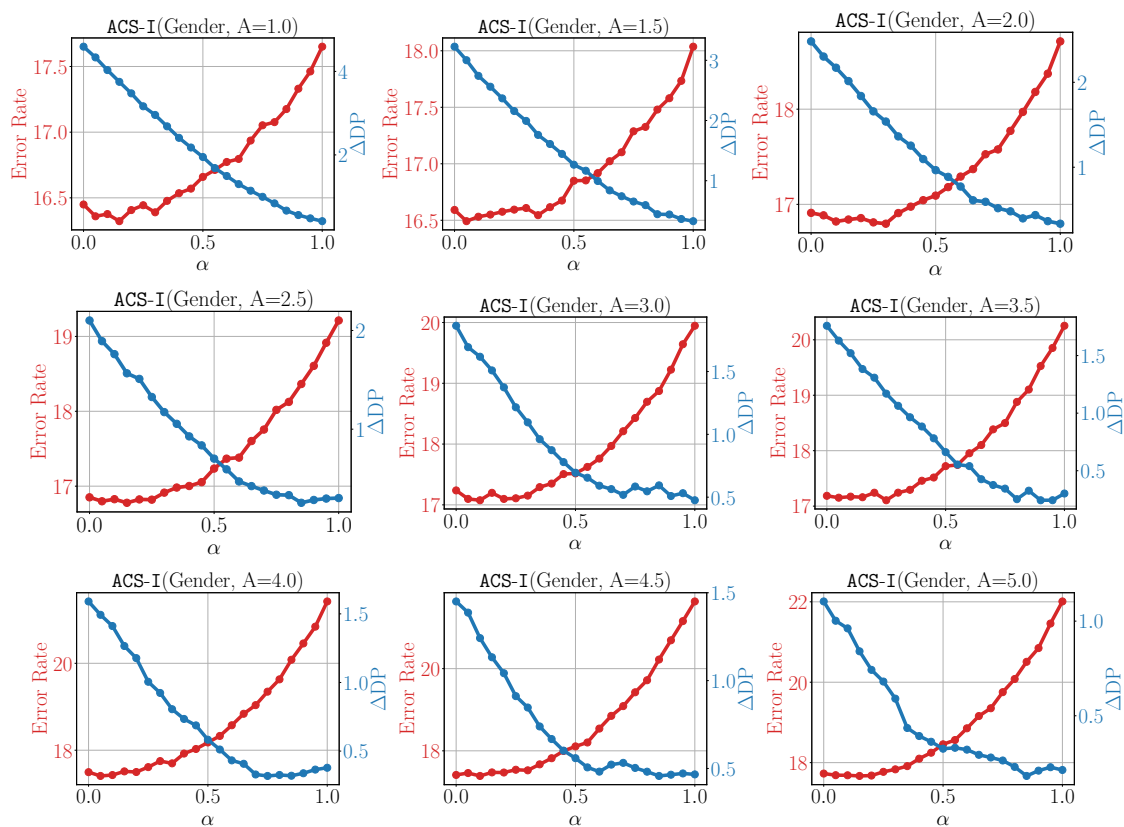 ACS-I(Gender, A=1.0)
Error Rate
17.5
17.0
16.5
4
2
ΔDP
0.0 0.5 1.0
α
ACS-I(Gender, A=1.5)
Error Rate
18.0
17.5
17.0
16.5
3
2
1
ΔDP
0.0 0.5 1.0
α
ACS-I(Gender, A=2.0)
Error Rate
18
17
2
1
ΔDP
0.0 0.5 1.0
α
ACS-I(Gender, A=2.5)
Error Rate
19
18
17
2
1
ΔDP
0.0 0.5 1.0
α
ACS-I(Gender, A=3.0)
Error Rate
20
19
18
17
1.5
1.0
0.5
ΔDP
0.0 0.5 1.0
α
ACS-I(Gender, A=3.5)
Error Rate
20
19
18
17
1.5
1.0
0.5
ΔDP
0.0 0.5 1.0
α
ACS-I(Gender, A=4.0)
Error Rate
20
18
1.5
1.0
0.5
ΔDP
0.0 0.5 1.0
α
ACS-I(Gender, A=4.5)
Error Rate
20
18
1.5
1.0
0.5
ΔDP
0.0 0.5 1.0
α
ACS-I(Gender, A=5.0)
Error Rate
22
20
18
1.0
0.5
ΔDP
0.0 0.5 1.0
α